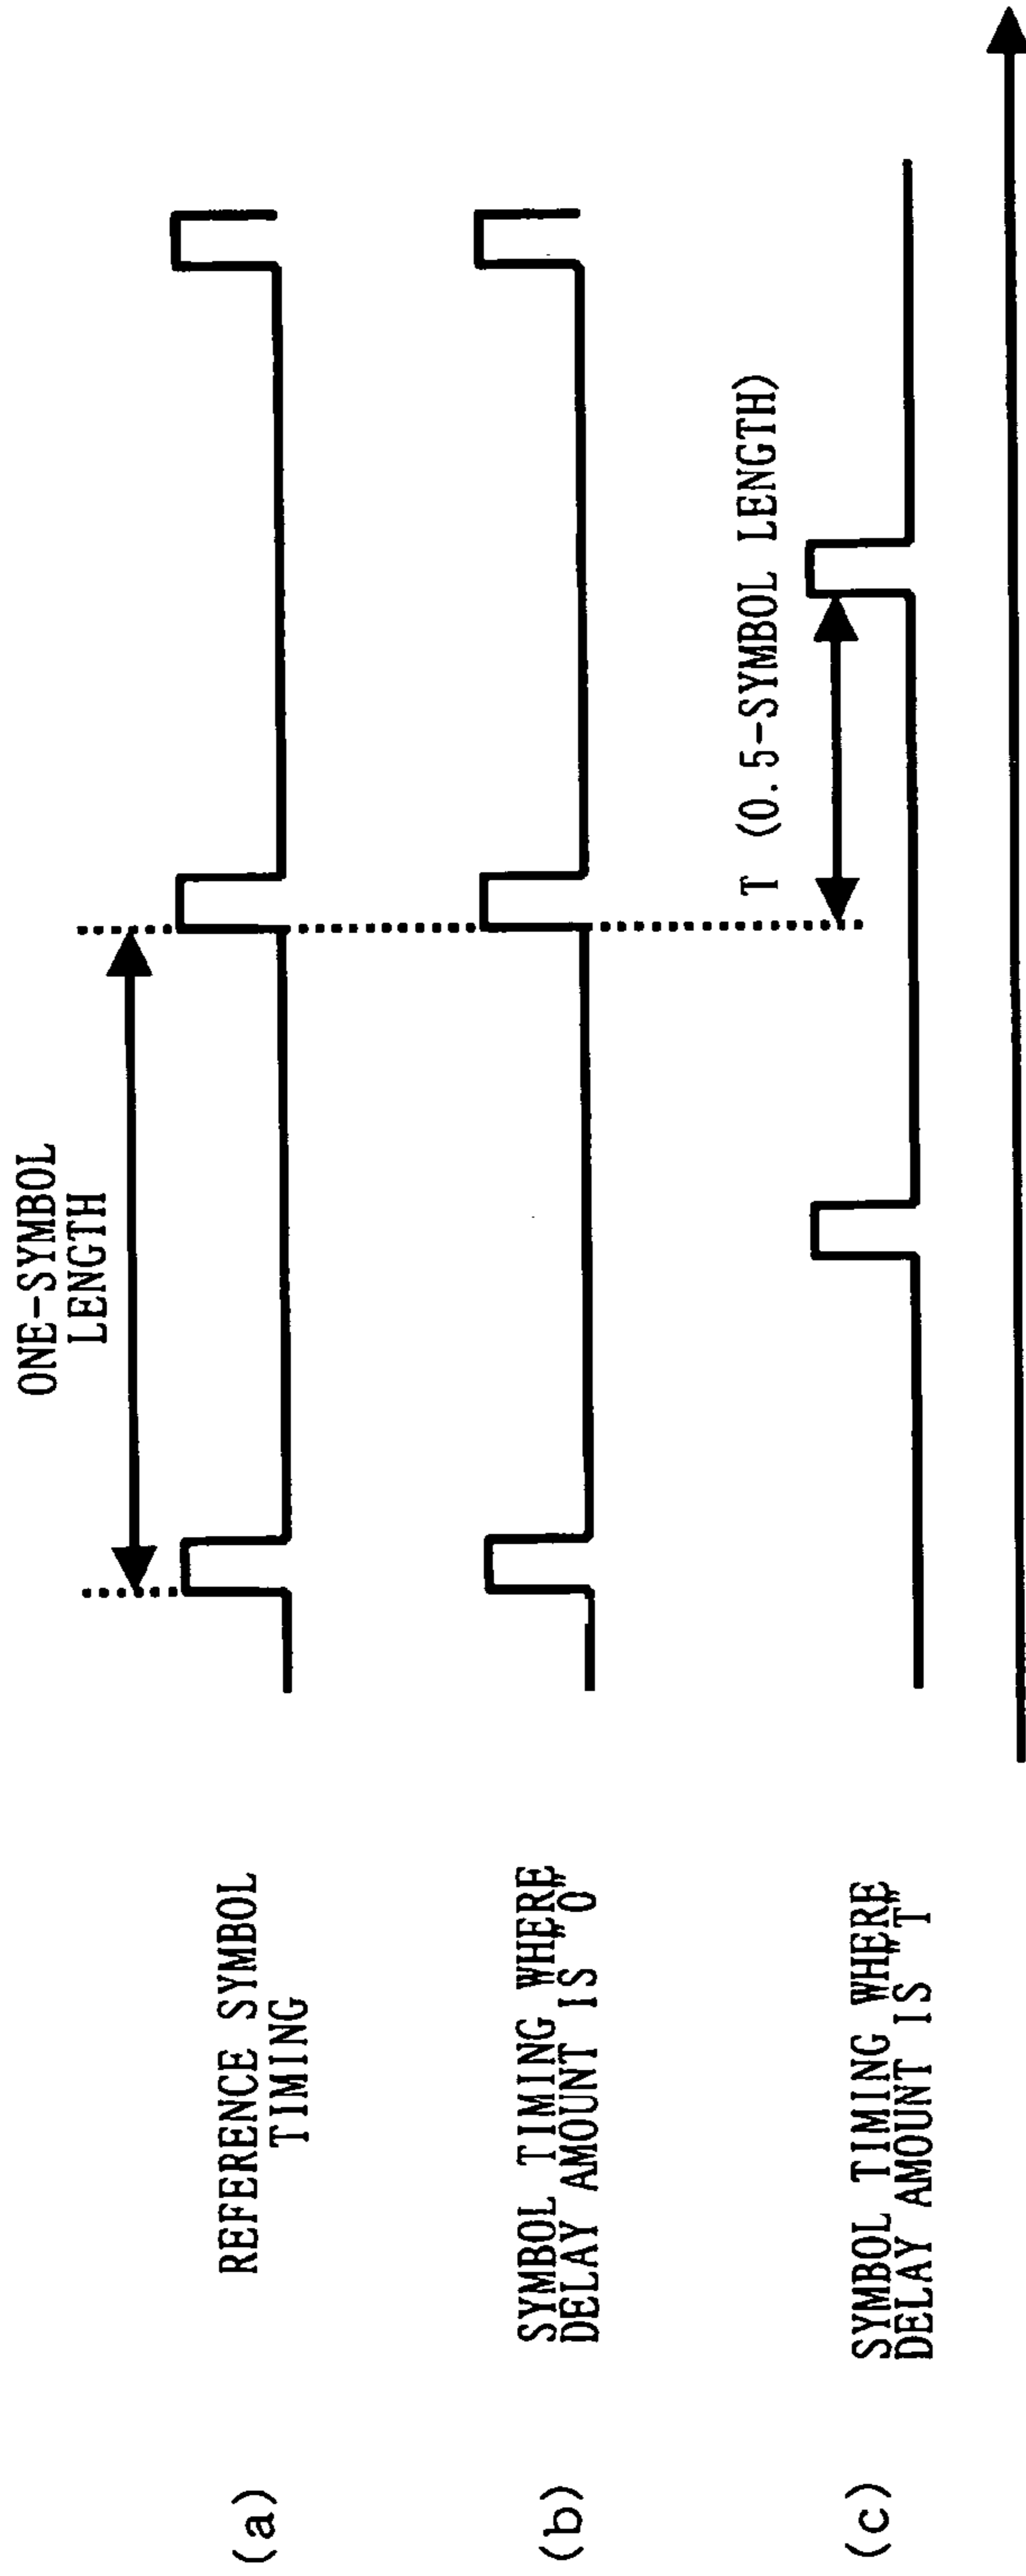 ONE-SYMBOL
LENGTH
(a)
REFERENCE SYMBOL
TIMING
(b)
SYMBOL TIMING WHERE
DELAY AMOUNT IS "0"
T (0.5-SYMBOL LENGTH)
(c)
SYMBOL TIMING WHERE
DELAY AMOUNT IS "T"